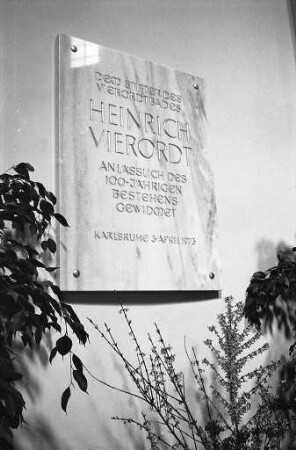 DEM STIFTER DES
VIERORDTBADES
HEINRICH
VIERORDT
ANLÄSSLICH DES
100-JÄHRIGEN
BESTEHENS
GEWIDMET
KARLSRUHE 3·APRIL 1973